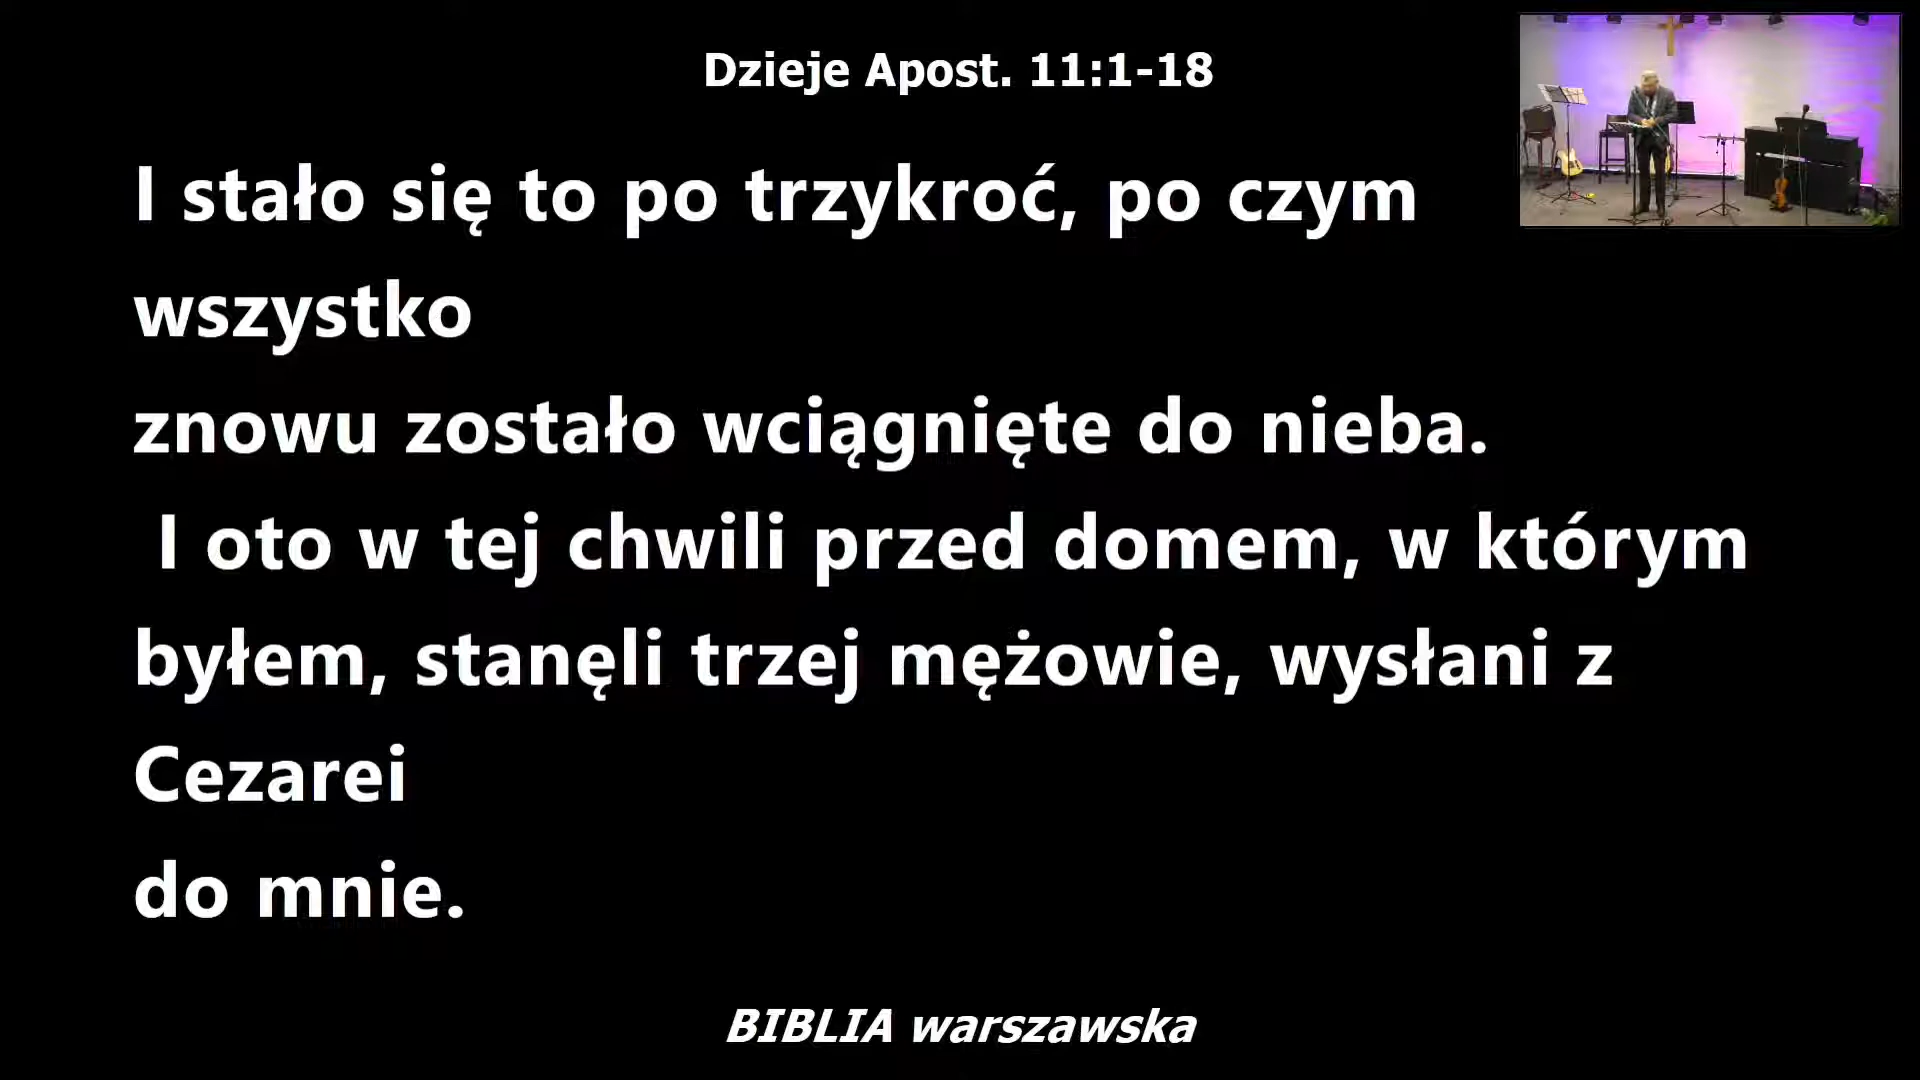 Dzieje Apost. 11:1-18
I stało się to po trzykroć, po czym
wszystko
znowu zostało wciągnięte do nieba.
I oto w tej chwili przed domem, w którym
byłem, stanęli trzej mężowie, wysłani z
Cezarei
do mnie.
BIBLIA warszawska